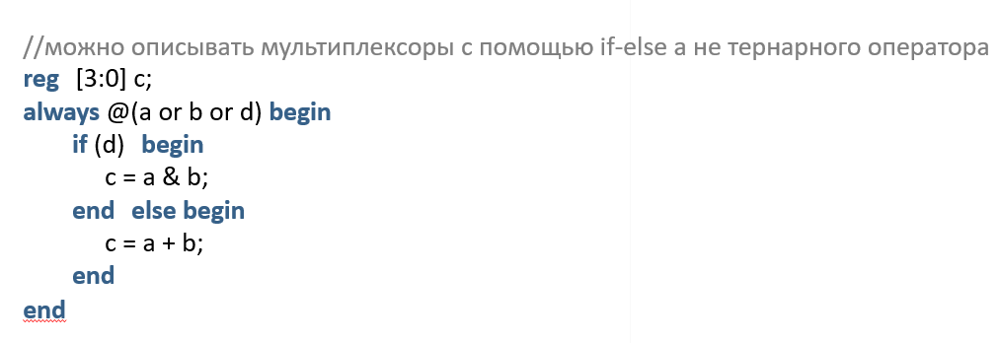 //можно описывать мультиплексоры с помощью if-else а не тернарного оператора
reg [3:0] c;
always @(a or b or d) begin
if (d) begin
c = a & b;
end else begin
c = a + b;
end
end